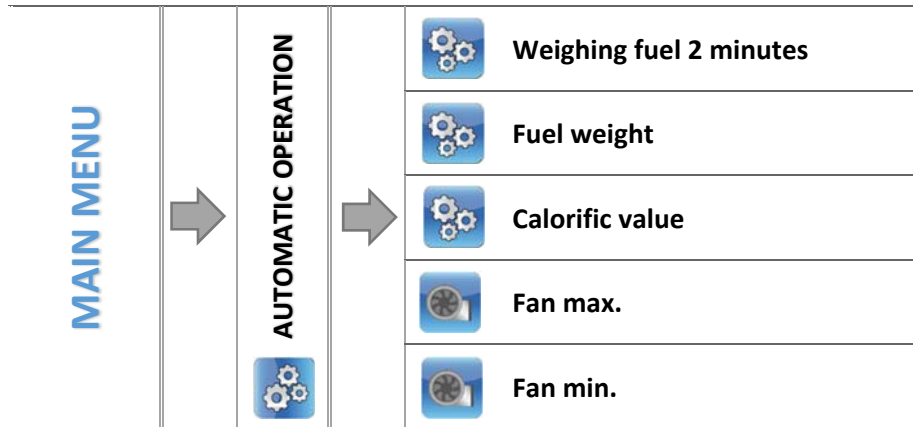 MAIN MENU
AUTOMATIC OPERATION
Weighing fuel 2 minutes
Fuel weight
Calorific value
Fan max.
Fan min.